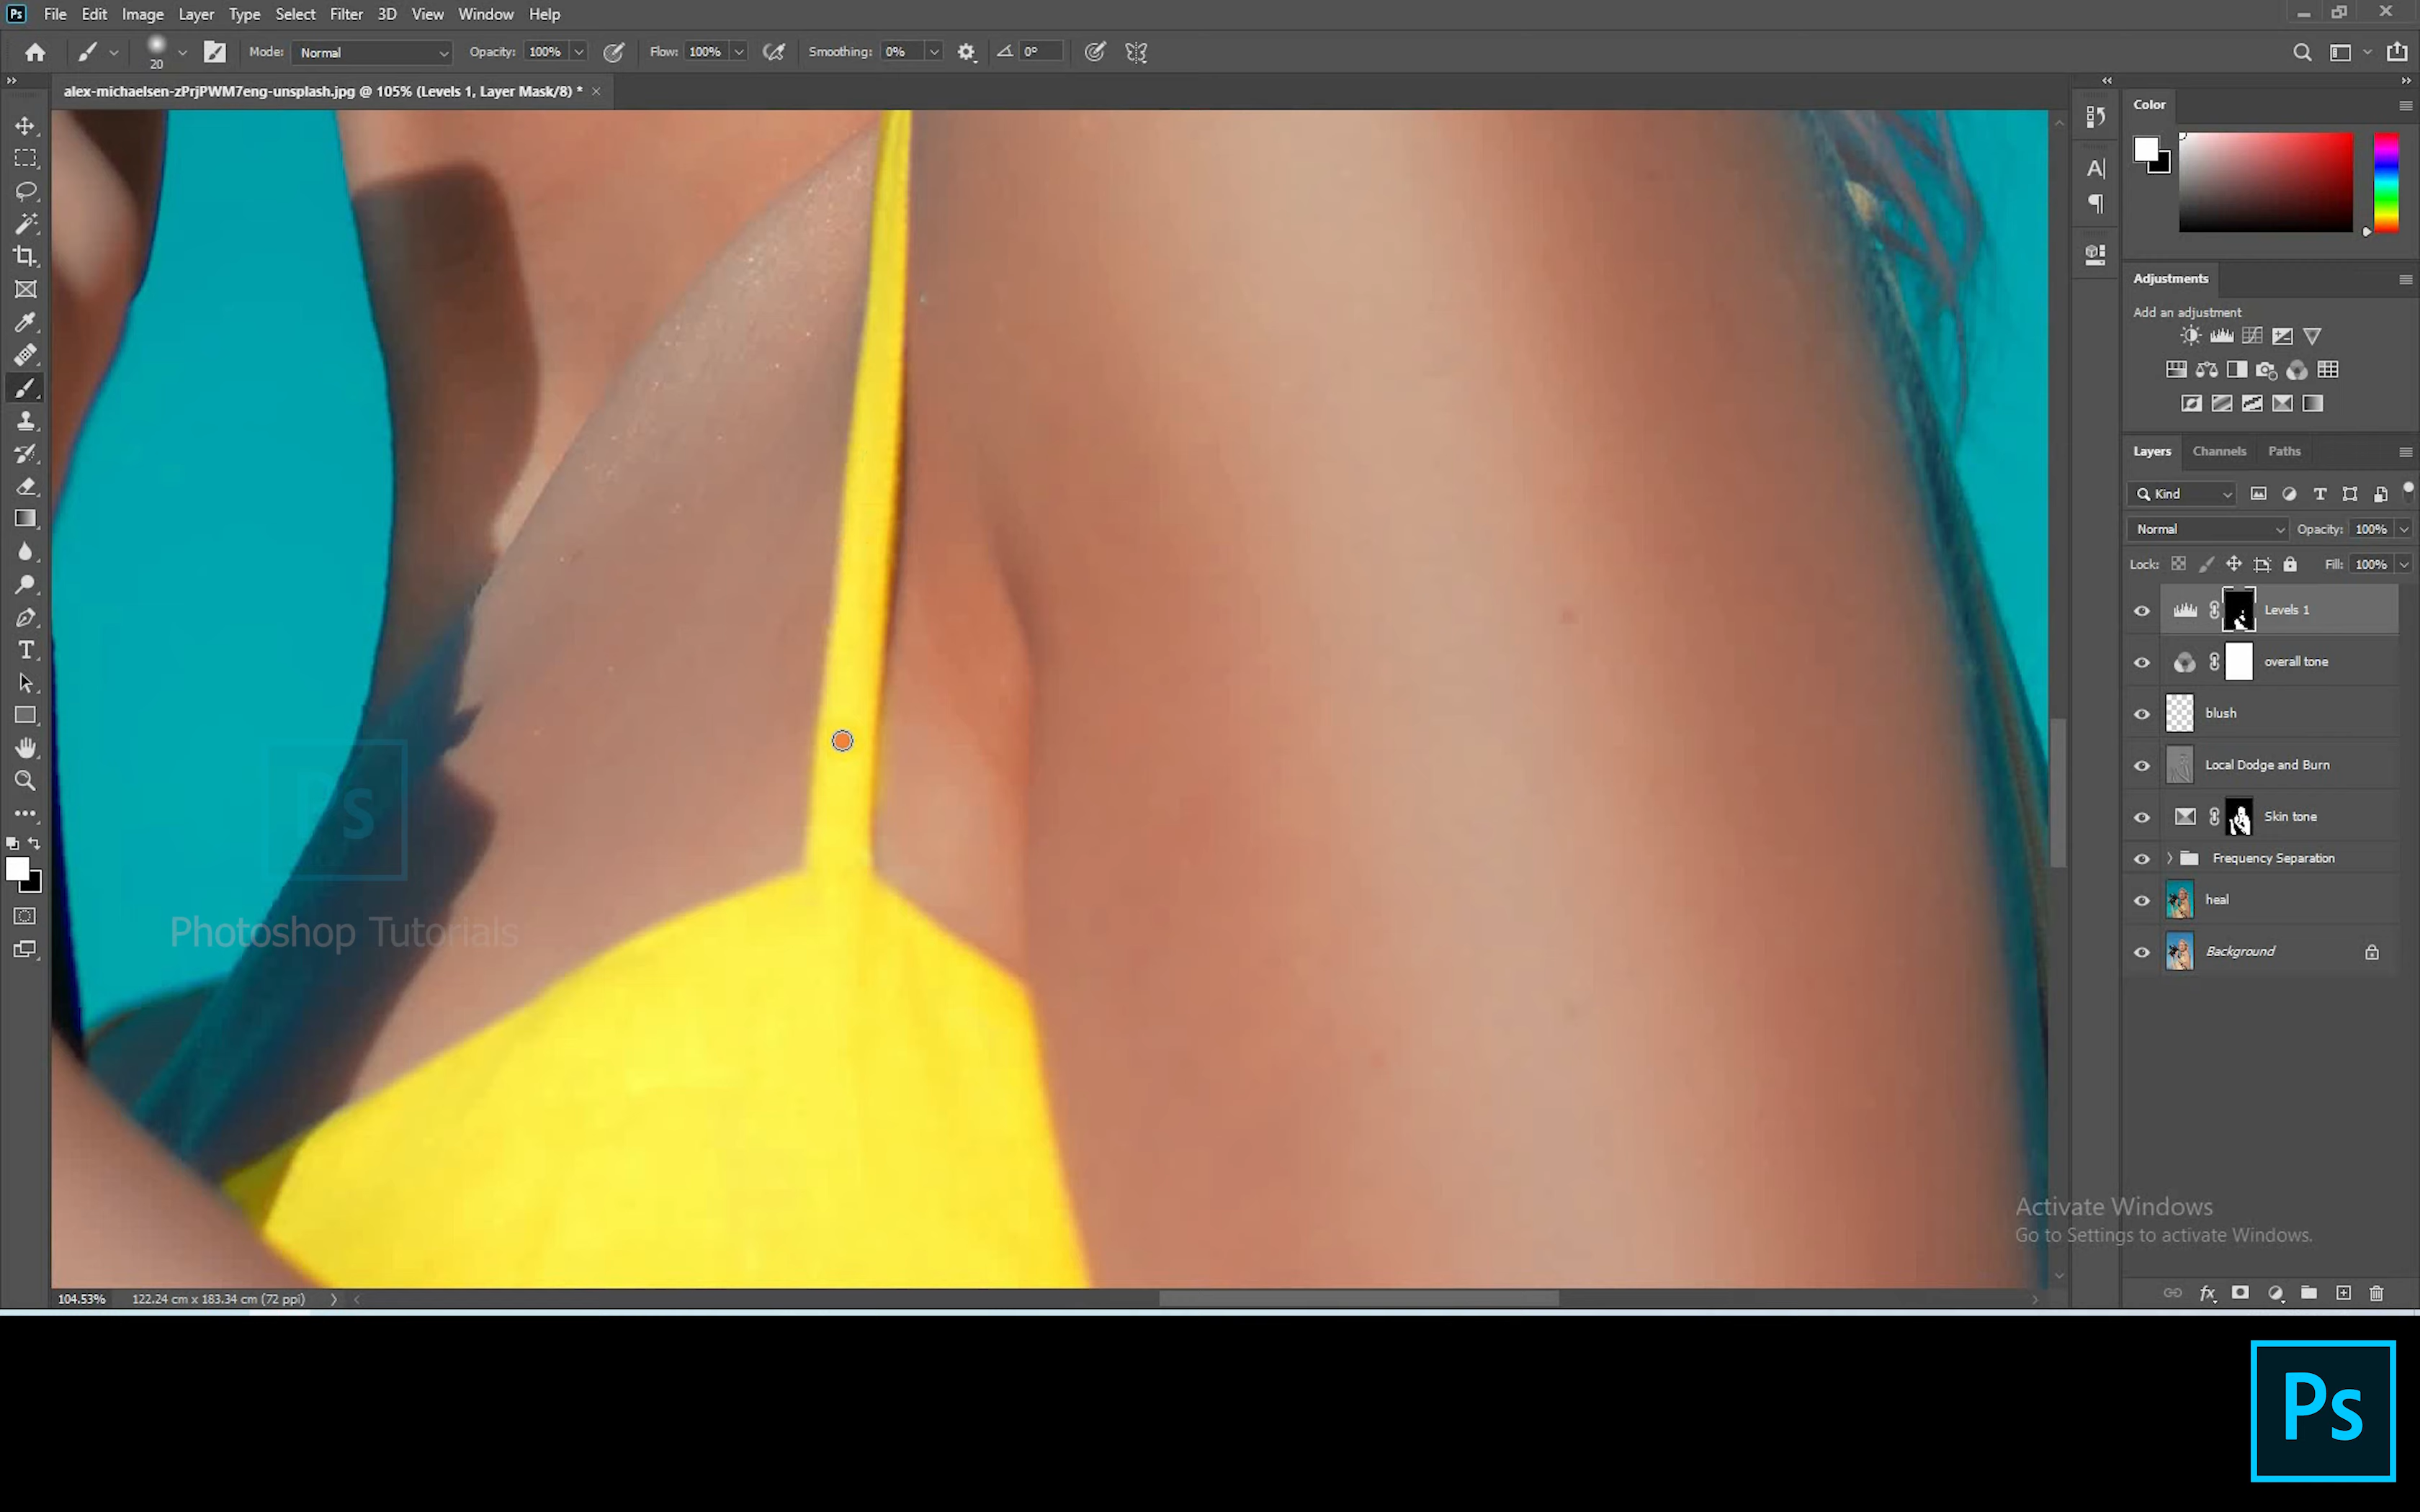 Ps File Edit Image Layer Type Select Filter 3D View Window Help
20 Mode: Normal Opacity: 100% Flow: 100% Smoothing: 0% 0°
alex-michaelsen-zPrjPWM7eng-unsplash.jpg @ 105% (Levels 1, Layer Mask/8) * ×
Color
Adjustments
Add an adjustment
Layers Channels Paths
Kind
Normal Opacity: 100%
Lock: Fill: 100%
Levels 1
overall tone
blush
Local Dodge and Burn
Skin tone
Frequency Separation
heal
Background
Ps
Photoshop Tutorials
Activate Windows
Go to Settings to activate Windows.
104.53% 122.24 cm x 183.34 cm (72 ppi)
fx
Ps